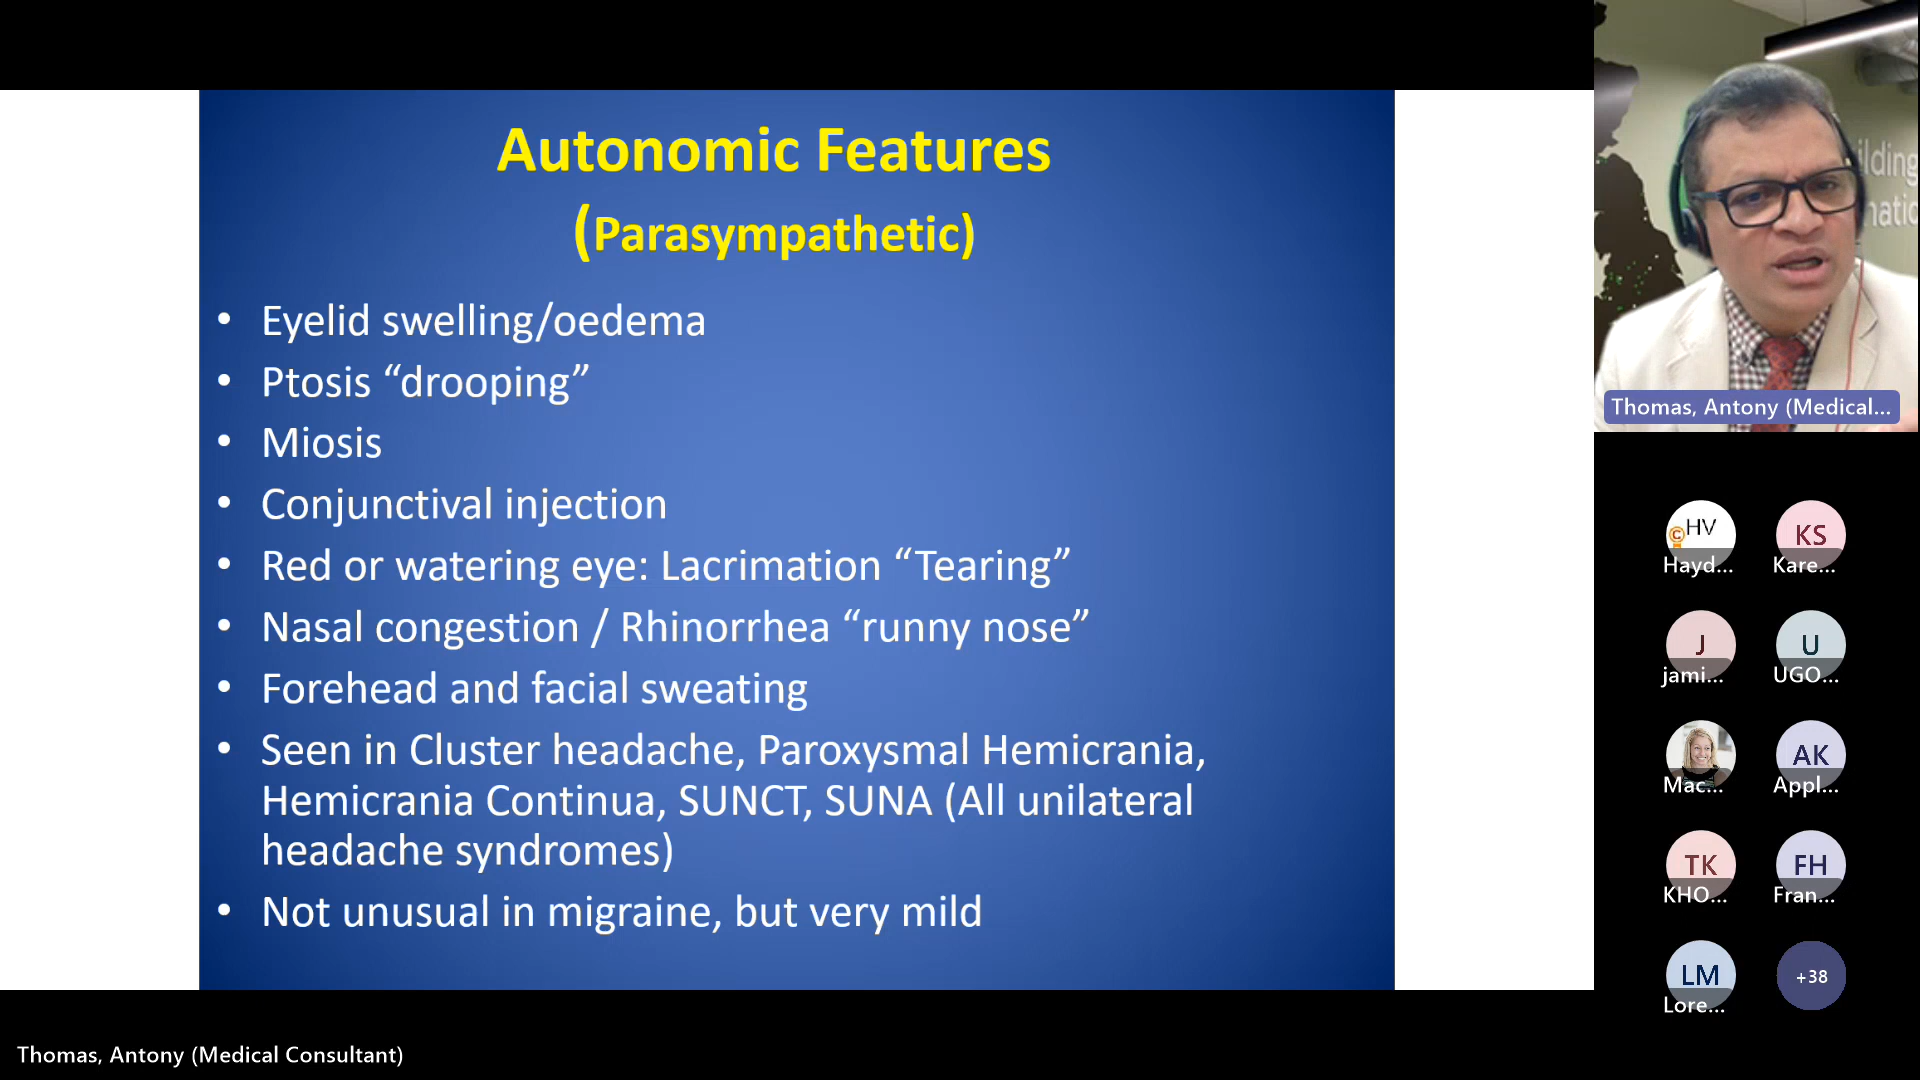 Autonomic Features
(Parasympathetic)
• Eyelid swelling/oedema
• Ptosis “drooping”
• Miosis
• Conjunctival injection
• Red or watering eye: Lacrimation “Tearing”
• Nasal congestion / Rhinorrhea “runny nose”
• Forehead and facial sweating
• Seen in Cluster headache, Paroxysmal Hemicrania,
Hemicrania Continua, SUNCT, SUNA (All unilateral
headache syndromes)
• Not unusual in migraine, but very mild
Thomas, Antony (Medical...
HV
Hayd...
KS
Kare...
J
jami...
U
UGO...
Mac...
AK
Appl...
TK
KHO...
FH
Fran...
LM
Lore...
+38
Thomas, Antony (Medical Consultant)